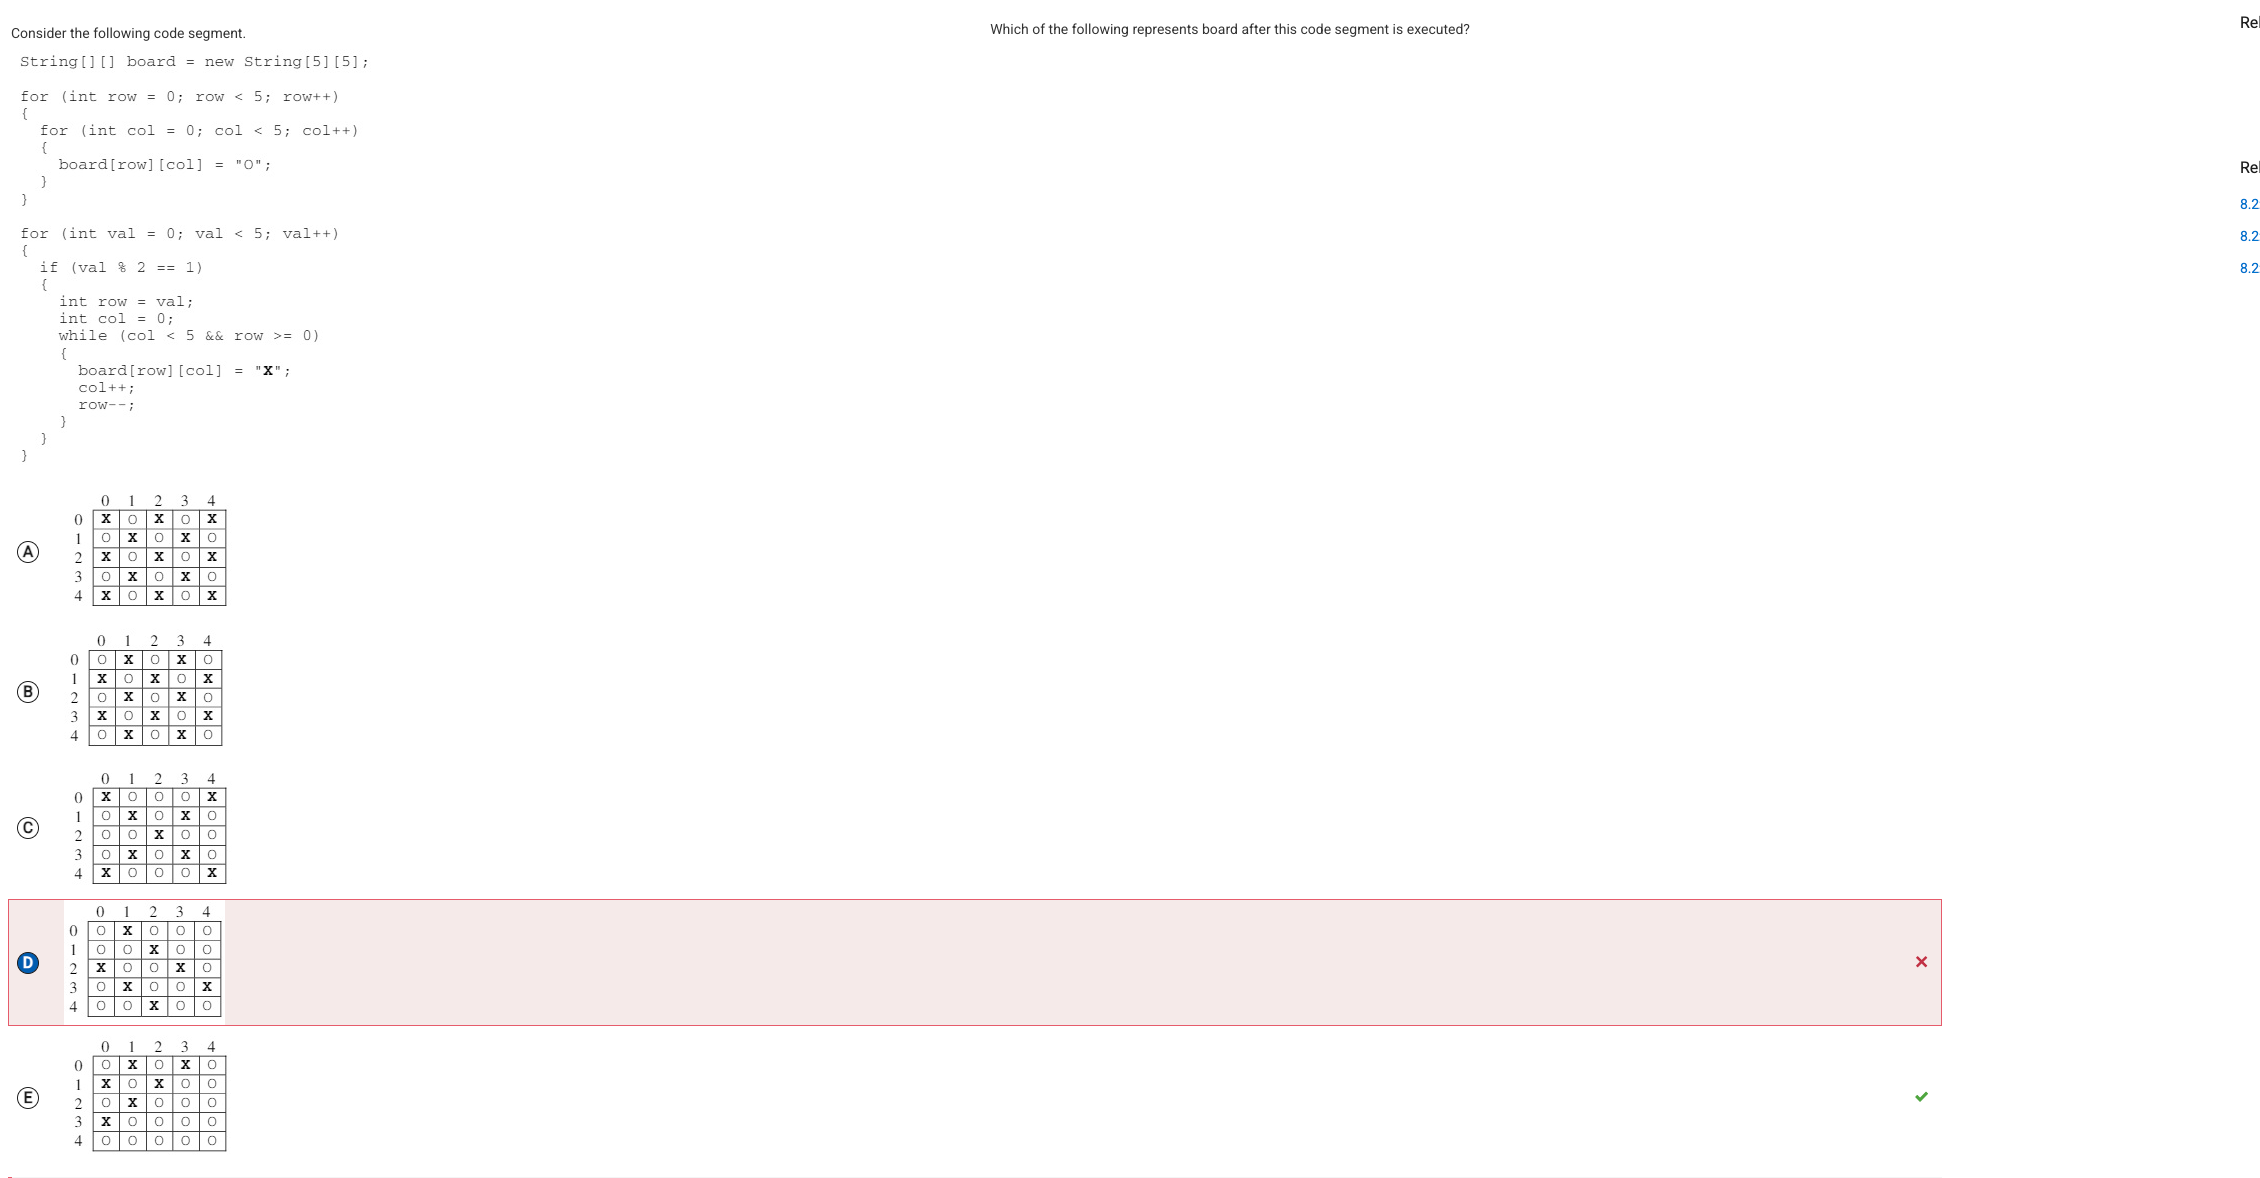 Consider the following code segment.
Which of the following represents board after this code segment is executed?
Rel
String[][] board = new String[5][5];
for (int row = 0; row < 5; row++)
{
for (int col = 0; col < 5; col++)
{
board[row][col] = "O";
}
}
for (int val = 0; val < 5; val++)
{
if (val % 2 == 1)
{
int row = val;
int col = 0;
while (col < 5 && row >= 0)
{
board[row][col] = "X";
col++;
row--;
}
}
}
Rel
8.2
8.2
8.2
A
0 1 2 3 4
0 X O X O X
1 O X O X O
2 X O X O X
3 O X O X O
4 X O X O X
B
0 1 2 3 4
0 O X O X O
1 X O X O X
2 O X O X O
3 X O X O X
4 O X O X O
C
0 1 2 3 4
0 X O O O X
1 O X O X O
2 O O X O O
3 O X O X O
4 X O O O X
D
0 1 2 3 4
0 O X O O O
1 O O X O O
2 X O O X O
3 O X O O X
4 O O X O O
E
0 1 2 3 4
0 O X O X O
1 X O X O O
2 O X O O O
3 X O O O O
4 O O O O O